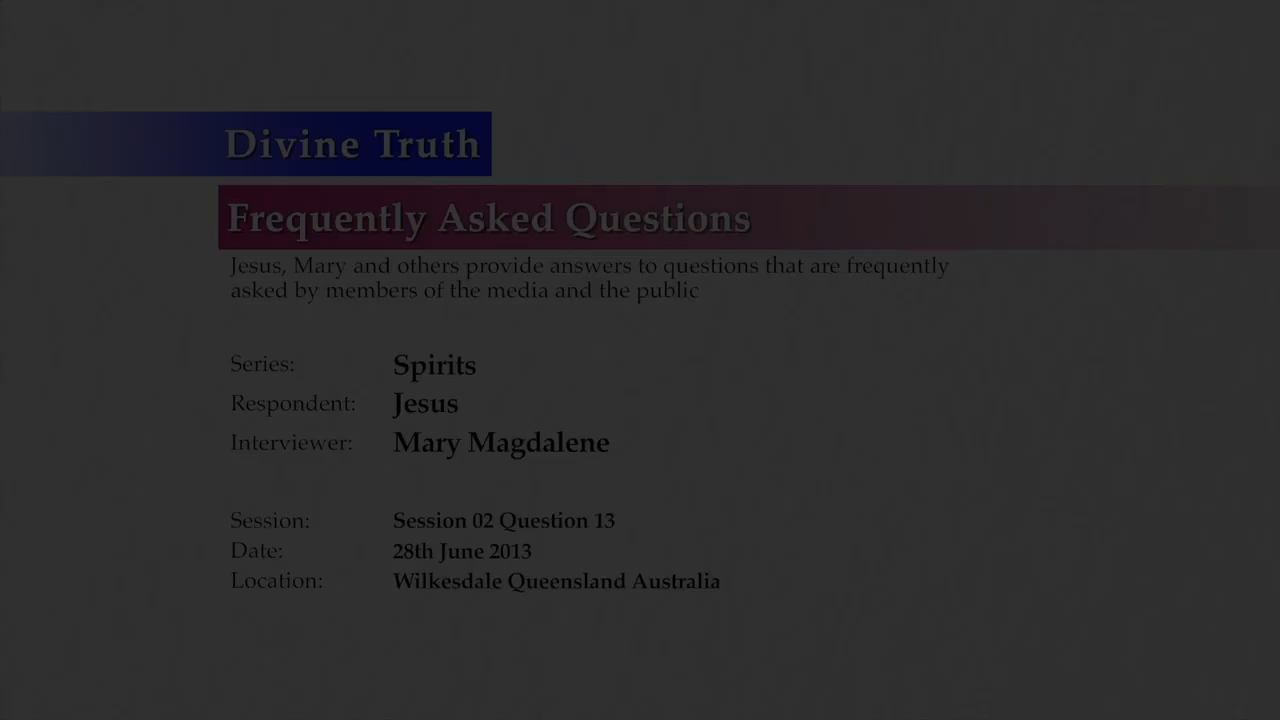 Divine Truth
Frequently Asked Questions
Jesus, Mary and others provide answers to questions that are frequently
asked by members of the media and the public
Series: Spirits
Respondent: Jesus
Interviewer: Mary Magdalene
Session: Session 02 Question 13
Date: 28th June 2013
Location: Wilkesdale Queensland Australia